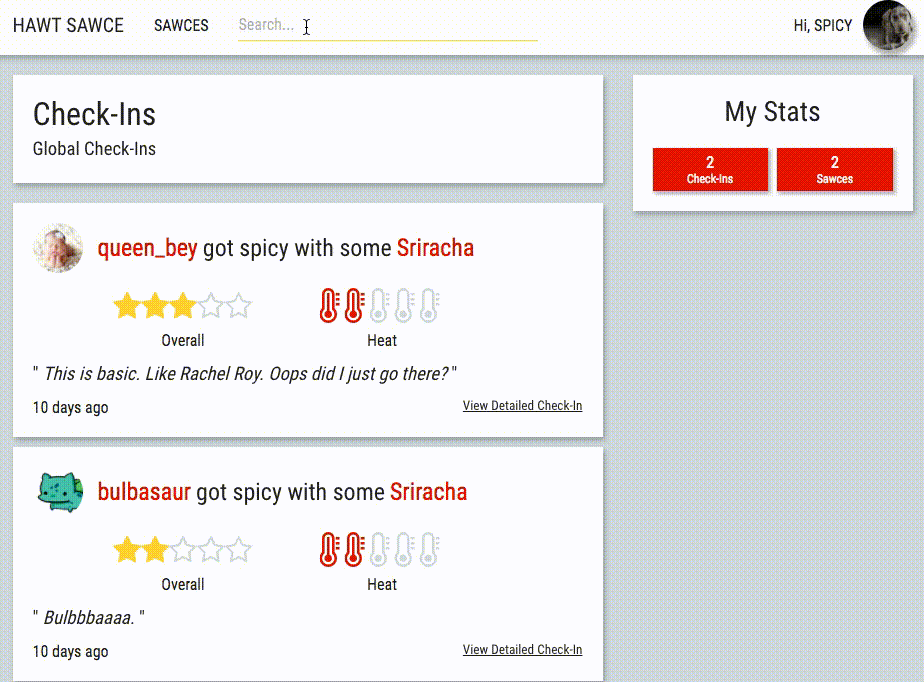 HAWT SAWCE SAWCES Search... Hi, SPICY
Check-Ins
Global Check-Ins
My Stats
2 2
Check-Ins Sawces
queen_bey got spicy with some Sriracha
Overall Heat
" This is basic. Like Rachel Roy. Oops did I just go there? "
10 days ago View Detailed Check-In
bulbasaur got spicy with some Sriracha
Overall Heat
" Bulbbbaaaa. "
10 days ago View Detailed Check-In